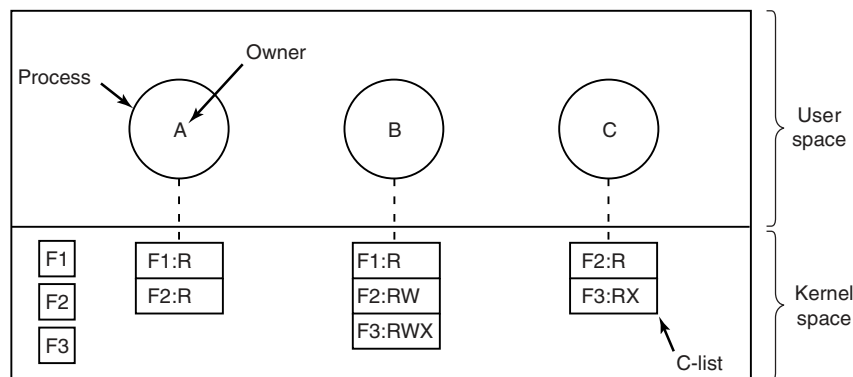 Owner
Process
A
B
C
User
space
F1
F2
F3
F1:R
F2:R
F1:R
F2:RW
F3:RWX
F2:R
F3:RX
Kernel
space
C-list